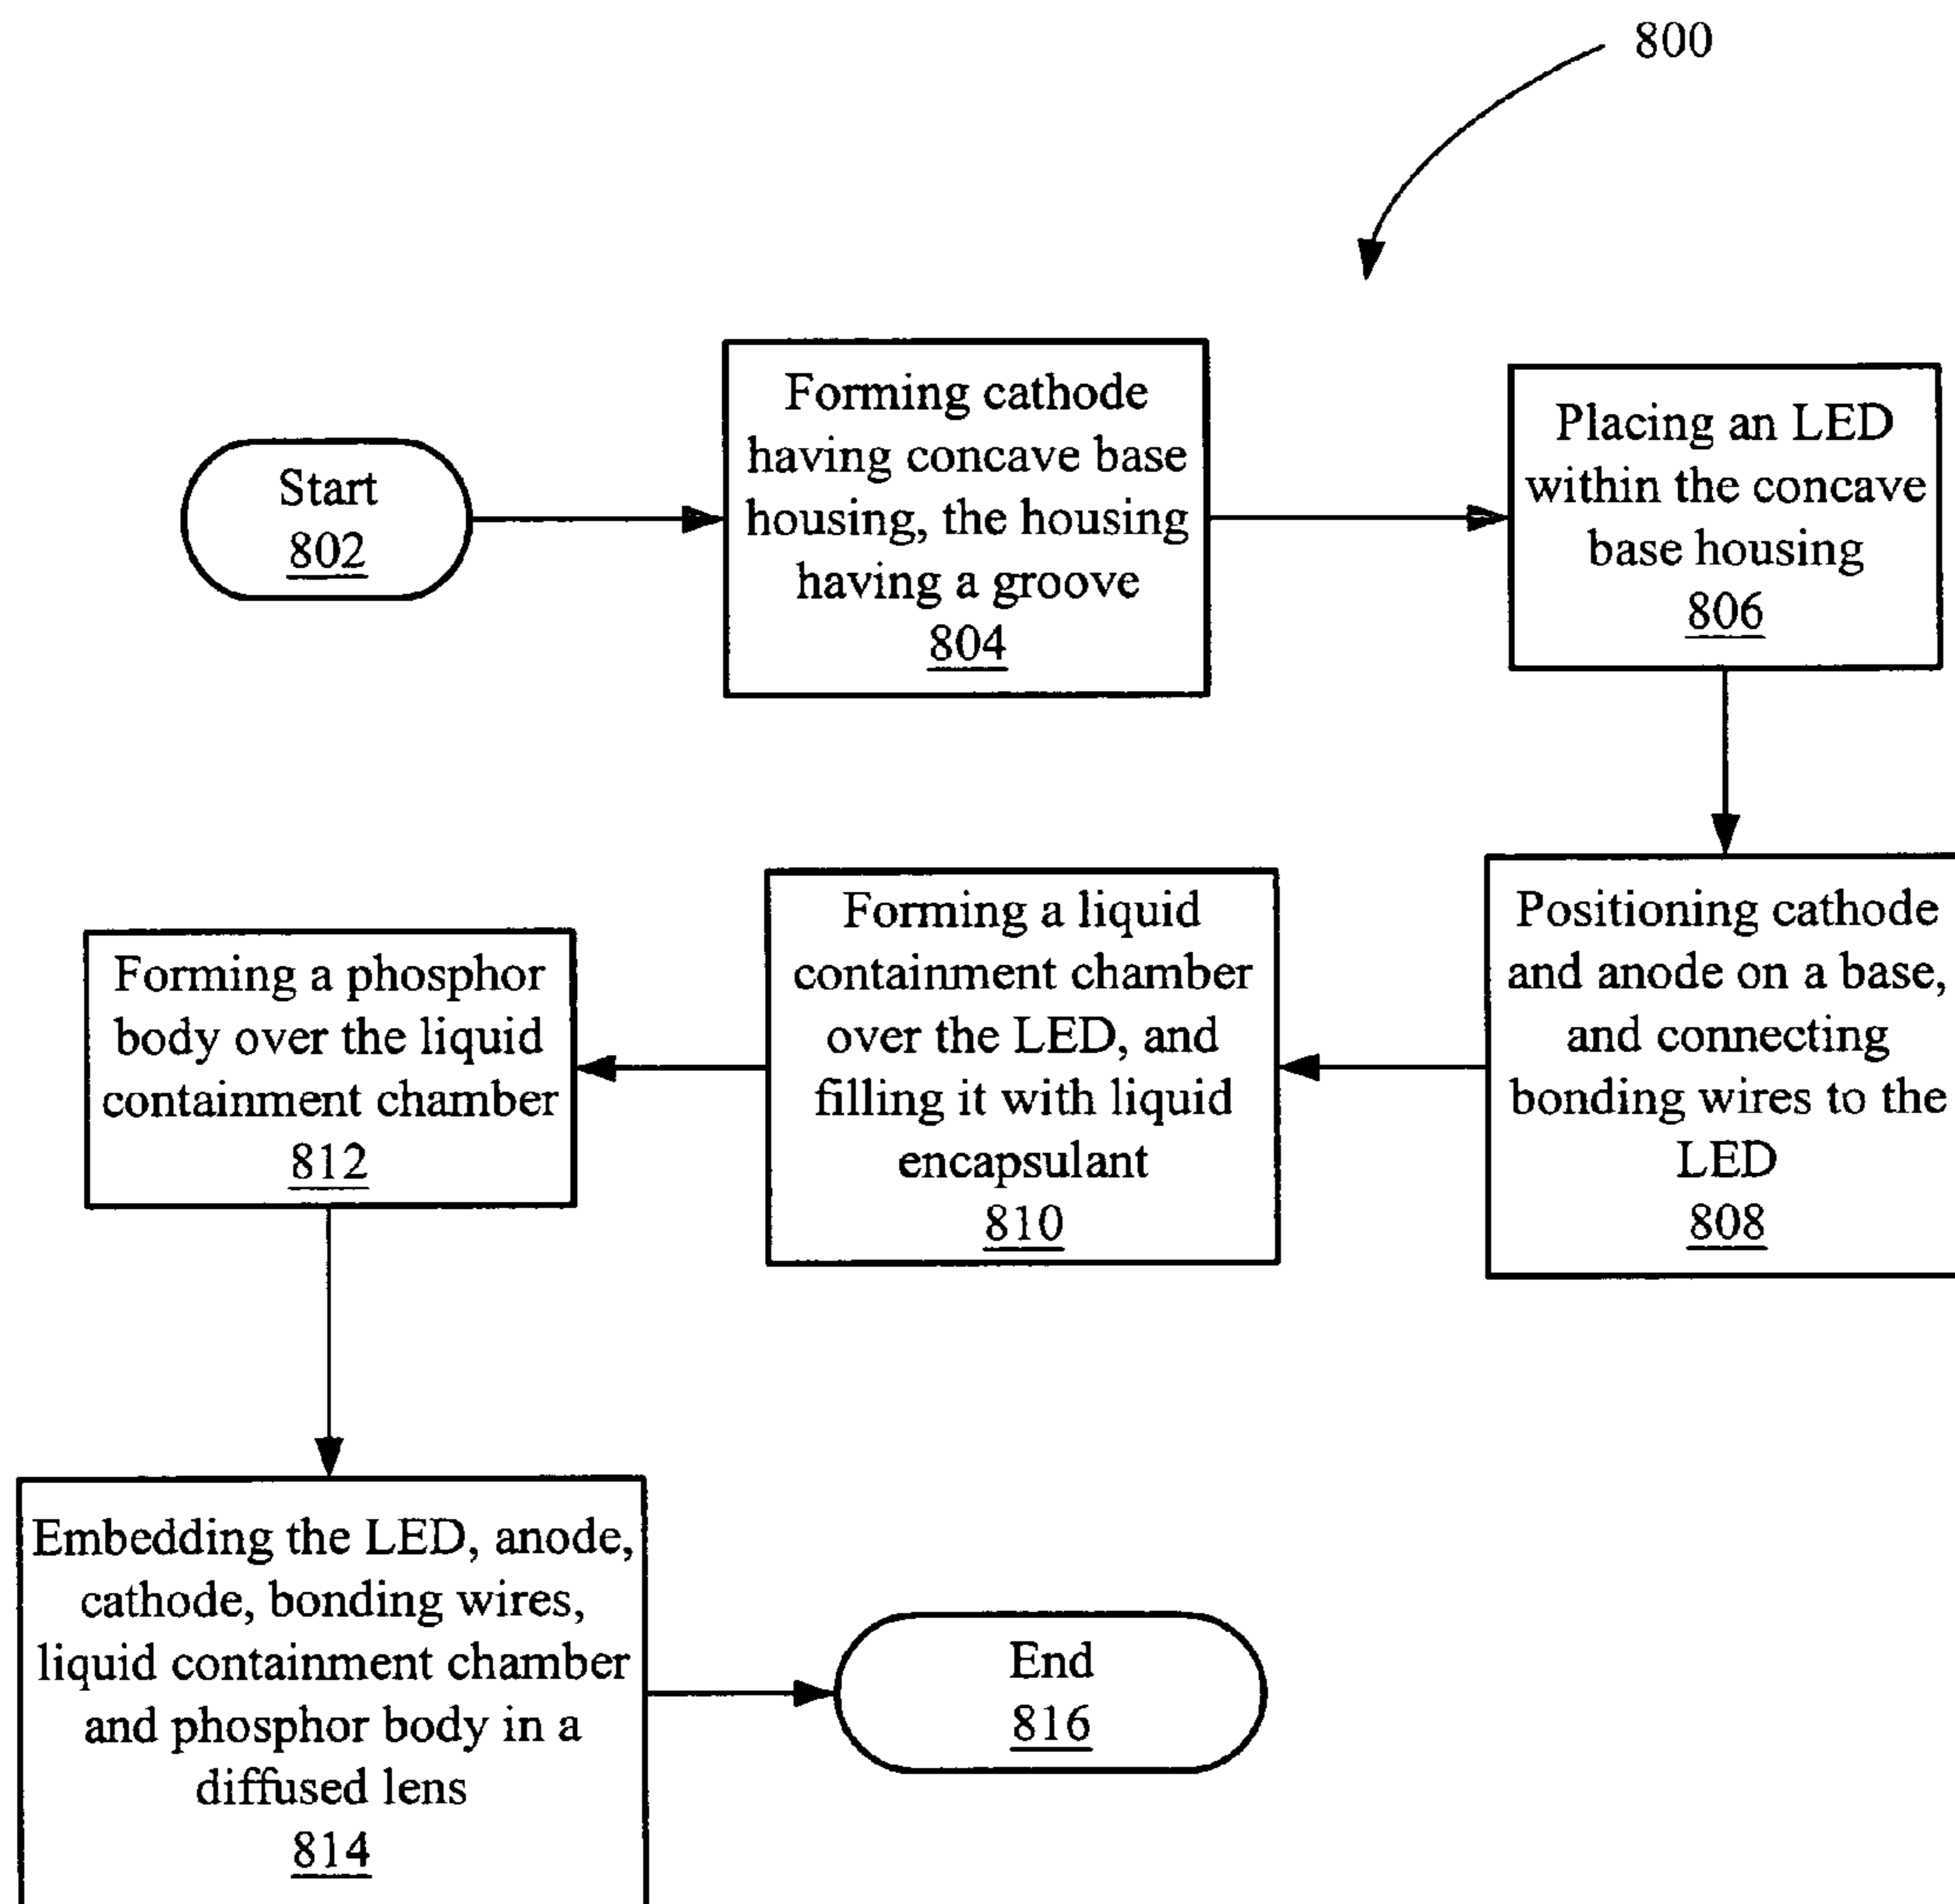 800
Start
802
Forming cathode
having concave base
housing, the housing
having a groove
804
Placing an LED
within the concave
base housing
806
Positioning cathode
and anode on a base,
and connecting
bonding wires to the
LED
808
Forming a liquid
containment chamber
over the LED, and
filling it with liquid
encapsulant
810
Forming a phosphor
body over the liquid
containment chamber
812
Embedding the LED, anode,
cathode, bonding wires,
liquid containment chamber
and phosphor body in a
diffused lens
814
End
816